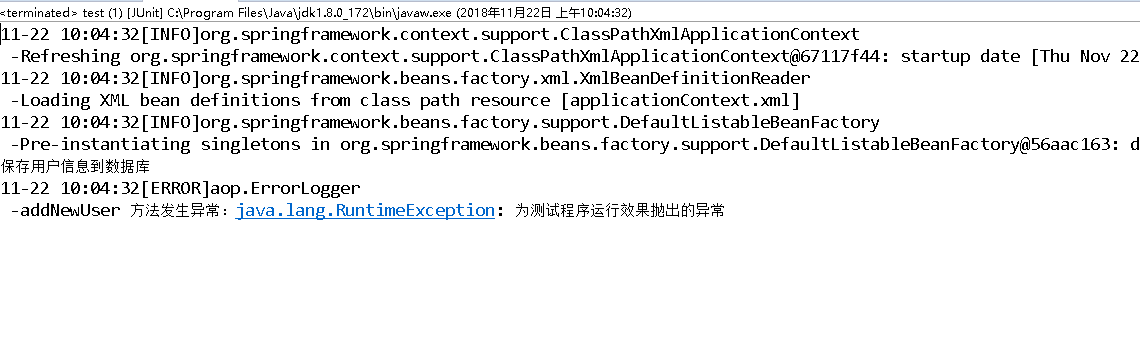 <terminated> test (1) [JUnit] C:\Program Files\Java\jdk1.8.0_172\bin\javaw.exe (2018年11月22日 上午10:04:32)
11-22 10:04:32[INFO]org.springframework.context.support.ClassPathXmlApplicationContext
-Refreshing org.springframework.context.support.ClassPathXmlApplicationContext@67117f44: startup date [Thu Nov 22
11-22 10:04:32[INFO]org.springframework.beans.factory.xml.XmlBeanDefinitionReader
-Loading XML bean definitions from class path resource [applicationContext.xml]
11-22 10:04:32[INFO]org.springframework.beans.factory.support.DefaultListableBeanFactory
-Pre-instantiating singletons in org.springframework.beans.factory.support.DefaultListableBeanFactory@56aac163: d
保存用户信息到数据库
11-22 10:04:32[ERROR]aop.ErrorLogger
-addNewUser 方法发生异常：java.lang.RuntimeException: 为测试程序运行效果抛出的异常